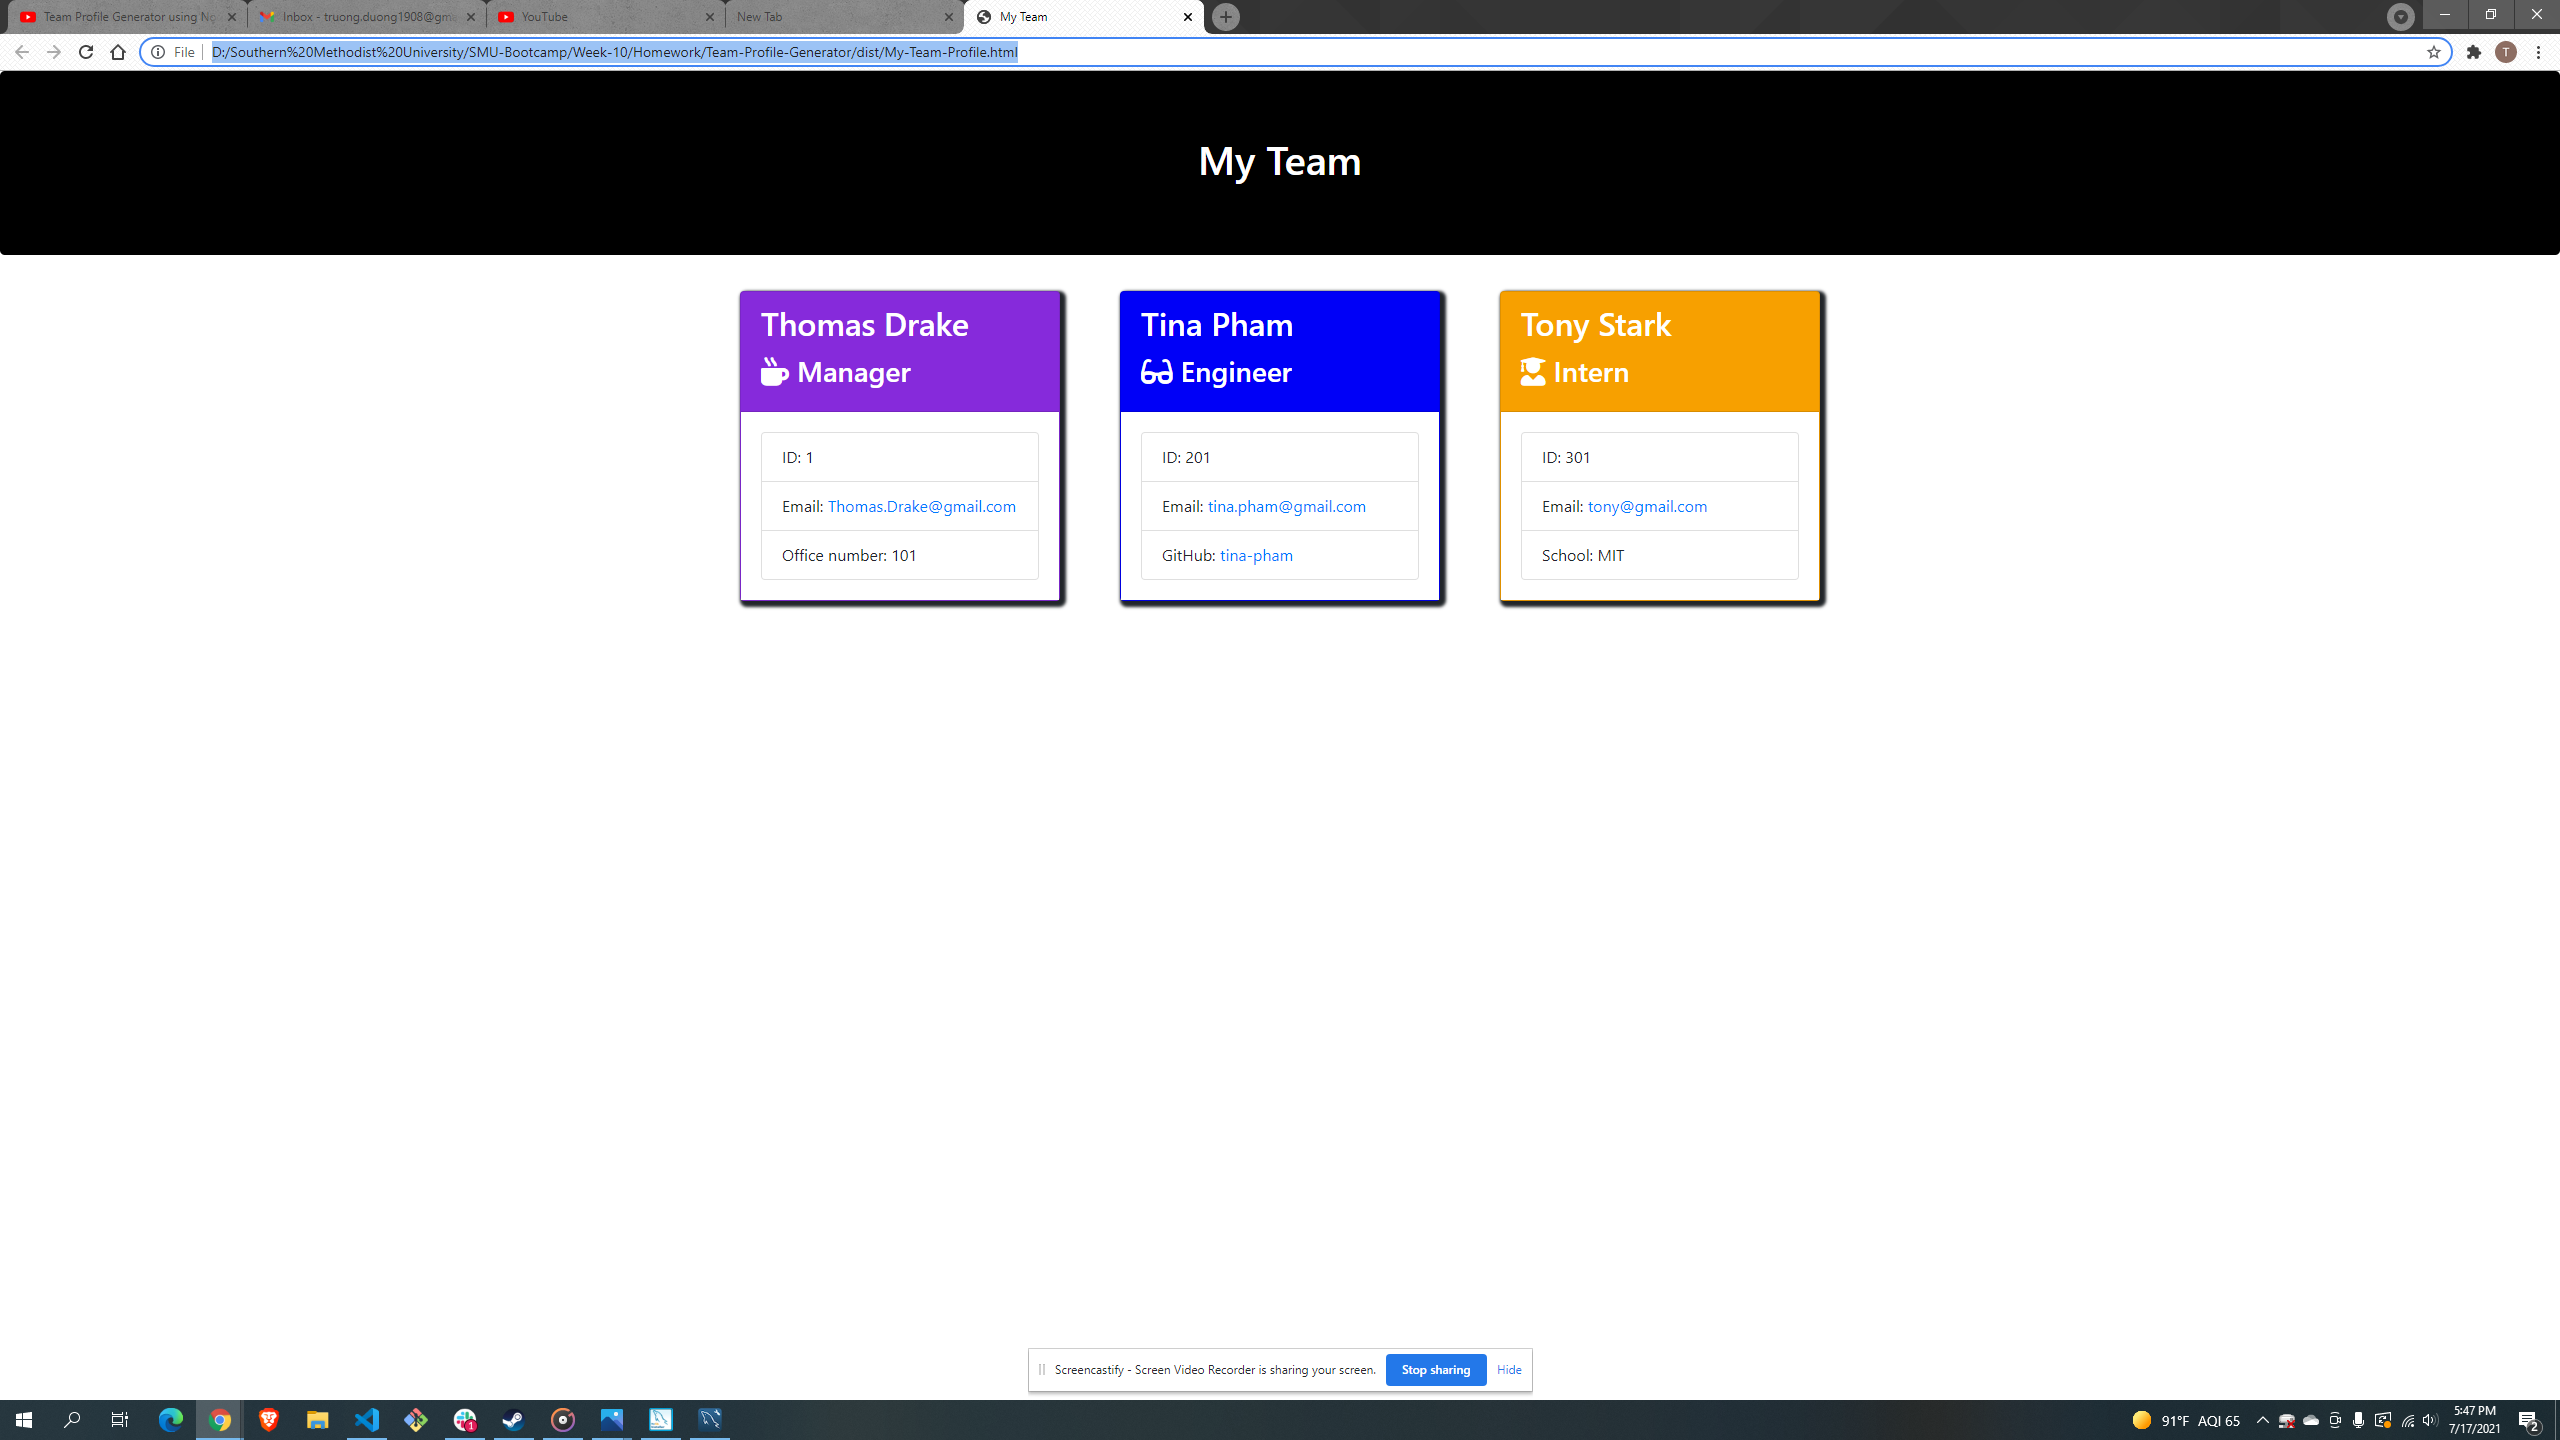 Team Profile Generator using No
Inbox - truong.duong1908@gma
YouTube
New Tab
My Team
File
D:/Southern%20Methodist%20University/SMU-Bootcamp/Week-10/Homework/Team-Profile-Generator/dist/My-Team-Profile.html
T
My Team
Thomas Drake
Manager
ID: 1
Email: Thomas.Drake@gmail.com
Office number: 101
Tina Pham
Engineer
ID: 201
Email: tina.pham@gmail.com
GitHub: tina-pham
Tony Stark
Intern
ID: 301
Email: tony@gmail.com
School: MIT
Screencastify - Screen Video Recorder is sharing your screen.
Stop sharing
Hide
1
91°F AQI 65
5:47 PM
7/17/2021
2